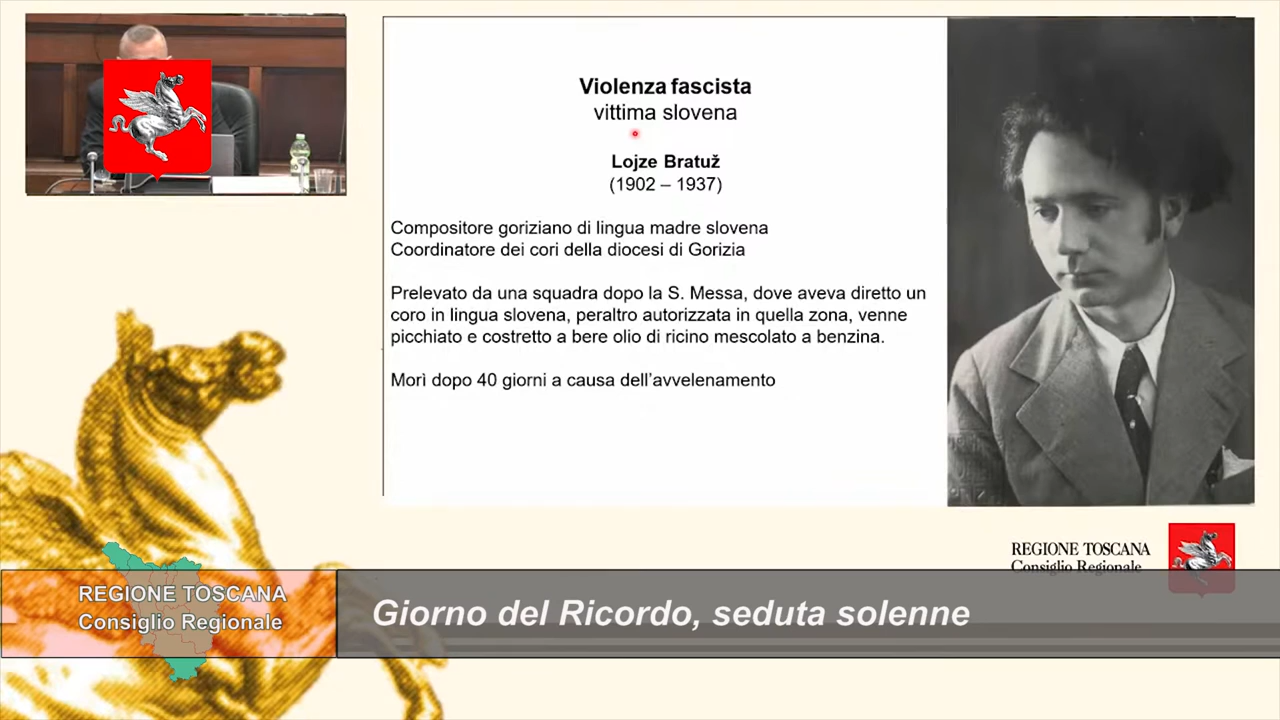 Violenza fascista
vittima slovena
Lojze Bratuž
(1902 – 1937)
Compositore goriziano di lingua madre slovena
Coordinatore dei cori della diocesi di Gorizia
Prelevato da una squadra dopo la S. Messa, dove aveva diretto un
coro in lingua slovena, peraltro autorizzata in quella zona, venne
picchiato e costretto a bere olio di ricino mescolato a benzina.
Morì dopo 40 giorni a causa dell'avvelenamento
REGIONE TOSCANA
Consiglio Regionale
REGIONE TOSCANA
Consiglio Regionale
Giorno del Ricordo, seduta solenne